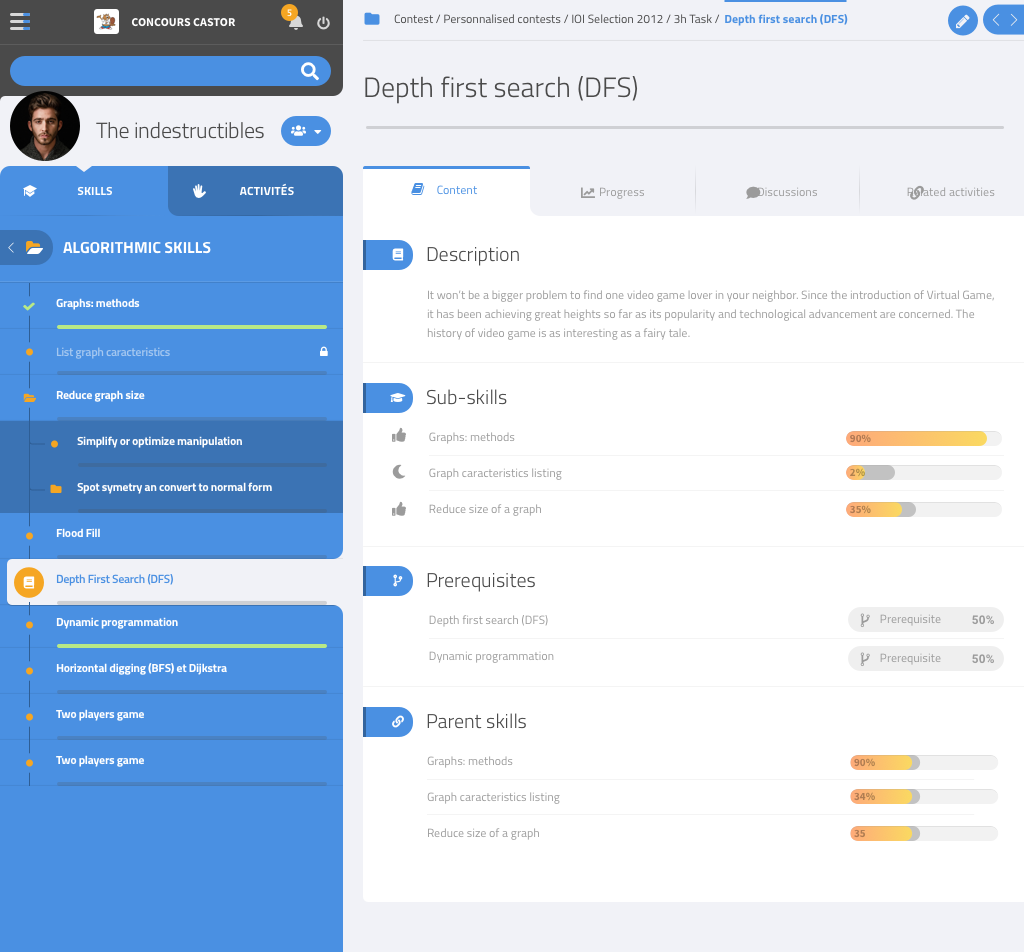 CONCOURS CASTOR
5
The indestructibles
SKILLS
ACTIVITÉS
ALGORITHMIC SKILLS
Graphs: methods
List graph caracteristics
Reduce graph size
Simplify or optimize manipulation
Spot symetry an convert to normal form
Flood Fill
Depth First Search (DFS)
Dynamic programmation
Horizontal digging (BFS) et Dijkstra
Two players game
Two players game
Contest / Personnalised contests / IOI Selection 2012 / 3h Task / Depth first search (DFS)
Depth first search (DFS)
Content
Progress
Discussions
Related activities
Description
It won't be a bigger problem to find one video game lover in your neighbor. Since the introduction of Virtual Game,
it has been achieving great heights so far as its popularity and technological advancement are concerned. The
history of video game is as interesting as a fairy tale.
Sub-skills
Graphs: methods 90%
Graph caracteristics listing 2%
Reduce size of a graph 35%
Prerequisites
Depth first search (DFS) Prerequisite 50%
Dynamic programmation Prerequisite 50%
Parent skills
Graphs: methods 90%
Graph caracteristics listing 34%
Reduce size of a graph 35